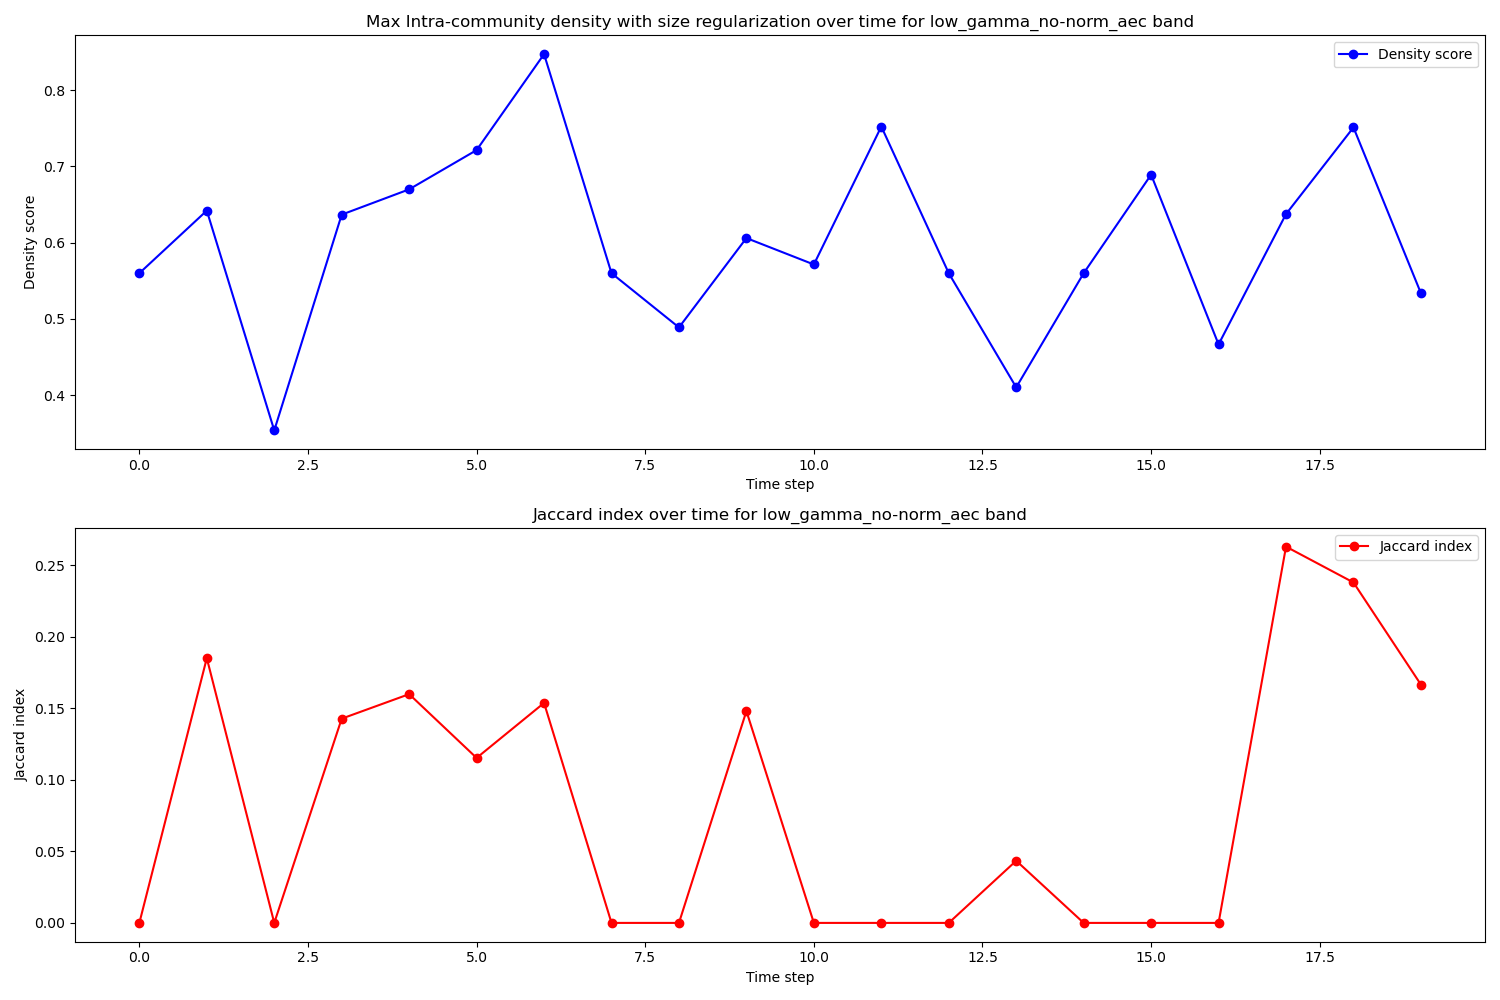 Max Intra-community density with size regularization over time for low_gamma_no-norm_aec band
Density score
Density score
0.8
0.7
0.6
0.5
0.4
0.0 2.5 5.0 7.5 10.0 12.5 15.0 17.5
Time step
Jaccard index over time for low_gamma_no-norm_aec band
Jaccard index
Jaccard index
0.25
0.20
0.15
0.10
0.05
0.00
0.0 2.5 5.0 7.5 10.0 12.5 15.0 17.5
Time step